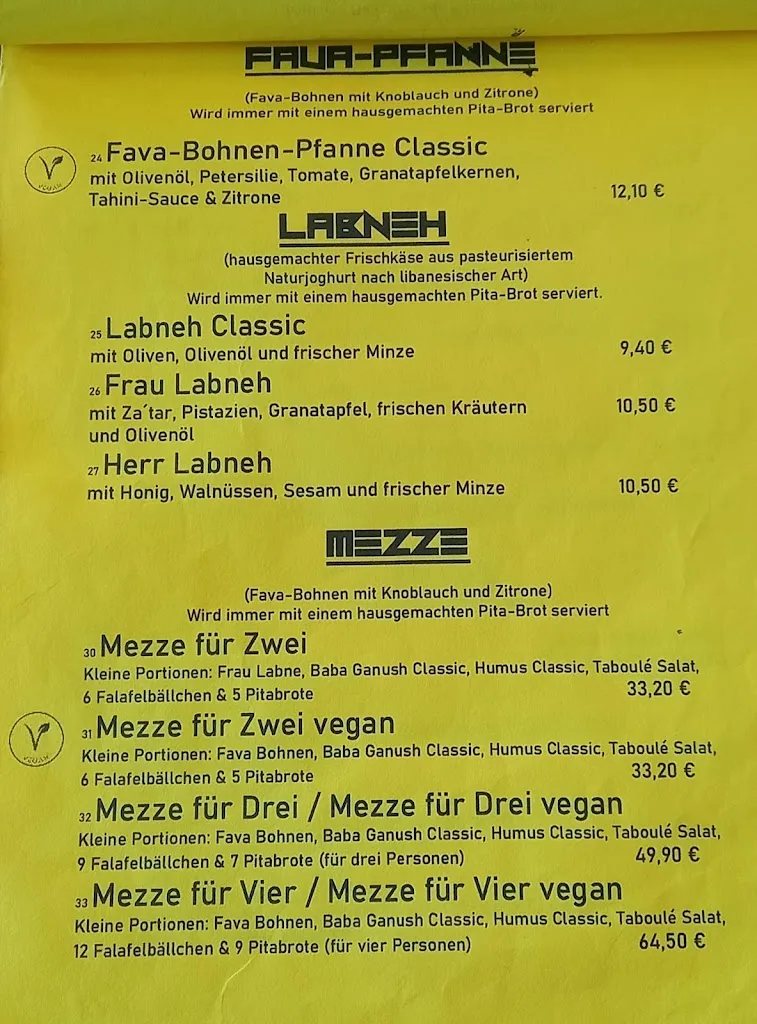 FAVA-PFANNE
(Fava-Bohnen mit Knoblauch und Zitrone)
Wird immer mit einem hausgemachten Pita-Brot serviert
24 Fava-Bohnen-Pfanne Classic
VEGAN
mit Olivenöl, Petersilie, Tomate, Granatapfelkernen,
Tahini-Sauce & Zitrone 12,10 €
LABNEH
(hausgemachter Frischkäse aus pasteurisiertem
Naturjoghurt nach libanesischer Art)
Wird immer mit einem hausgemachten Pita-Brot serviert.
25 Labneh Classic
mit Oliven, Olivenöl und frischer Minze 9,40 €
26 Frau Labneh
mit Za´tar, Pistazien, Granatapfel, frischen Kräutern 10,50 €
und Olivenöl
27 Herr Labneh
mit Honig, Walnüssen, Sesam und frischer Minze 10,50 €
MEZZE
(Fava-Bohnen mit Knoblauch und Zitrone)
Wird immer mit einem hausgemachten Pita-Brot serviert
30 Mezze für Zwei
Kleine Portionen: Frau Labne, Baba Ganush Classic, Humus Classic, Taboulé Salat,
6 Falafelbällchen & 5 Pitabrote 33,20 €
31 Mezze für Zwei vegan
VEGAN
Kleine Portionen: Fava Bohnen, Baba Ganush Classic, Humus Classic, Taboulé Salat,
6 Falafelbällchen & 5 Pitabrote 33,20 €
32 Mezze für Drei / Mezze für Drei vegan
Kleine Portionen: Fava Bohnen, Baba Ganush Classic, Humus Classic, Taboulé Salat,
9 Falafelbällchen & 7 Pitabrote (für drei Personen) 49,90 €
33 Mezze für Vier / Mezze für Vier vegan
Kleine Portionen: Fava Bohnen, Baba Ganush Classic, Humus Classic, Taboulé Salat,
12 Falafelbällchen & 9 Pitabrote (für vier Personen) 64,50 €